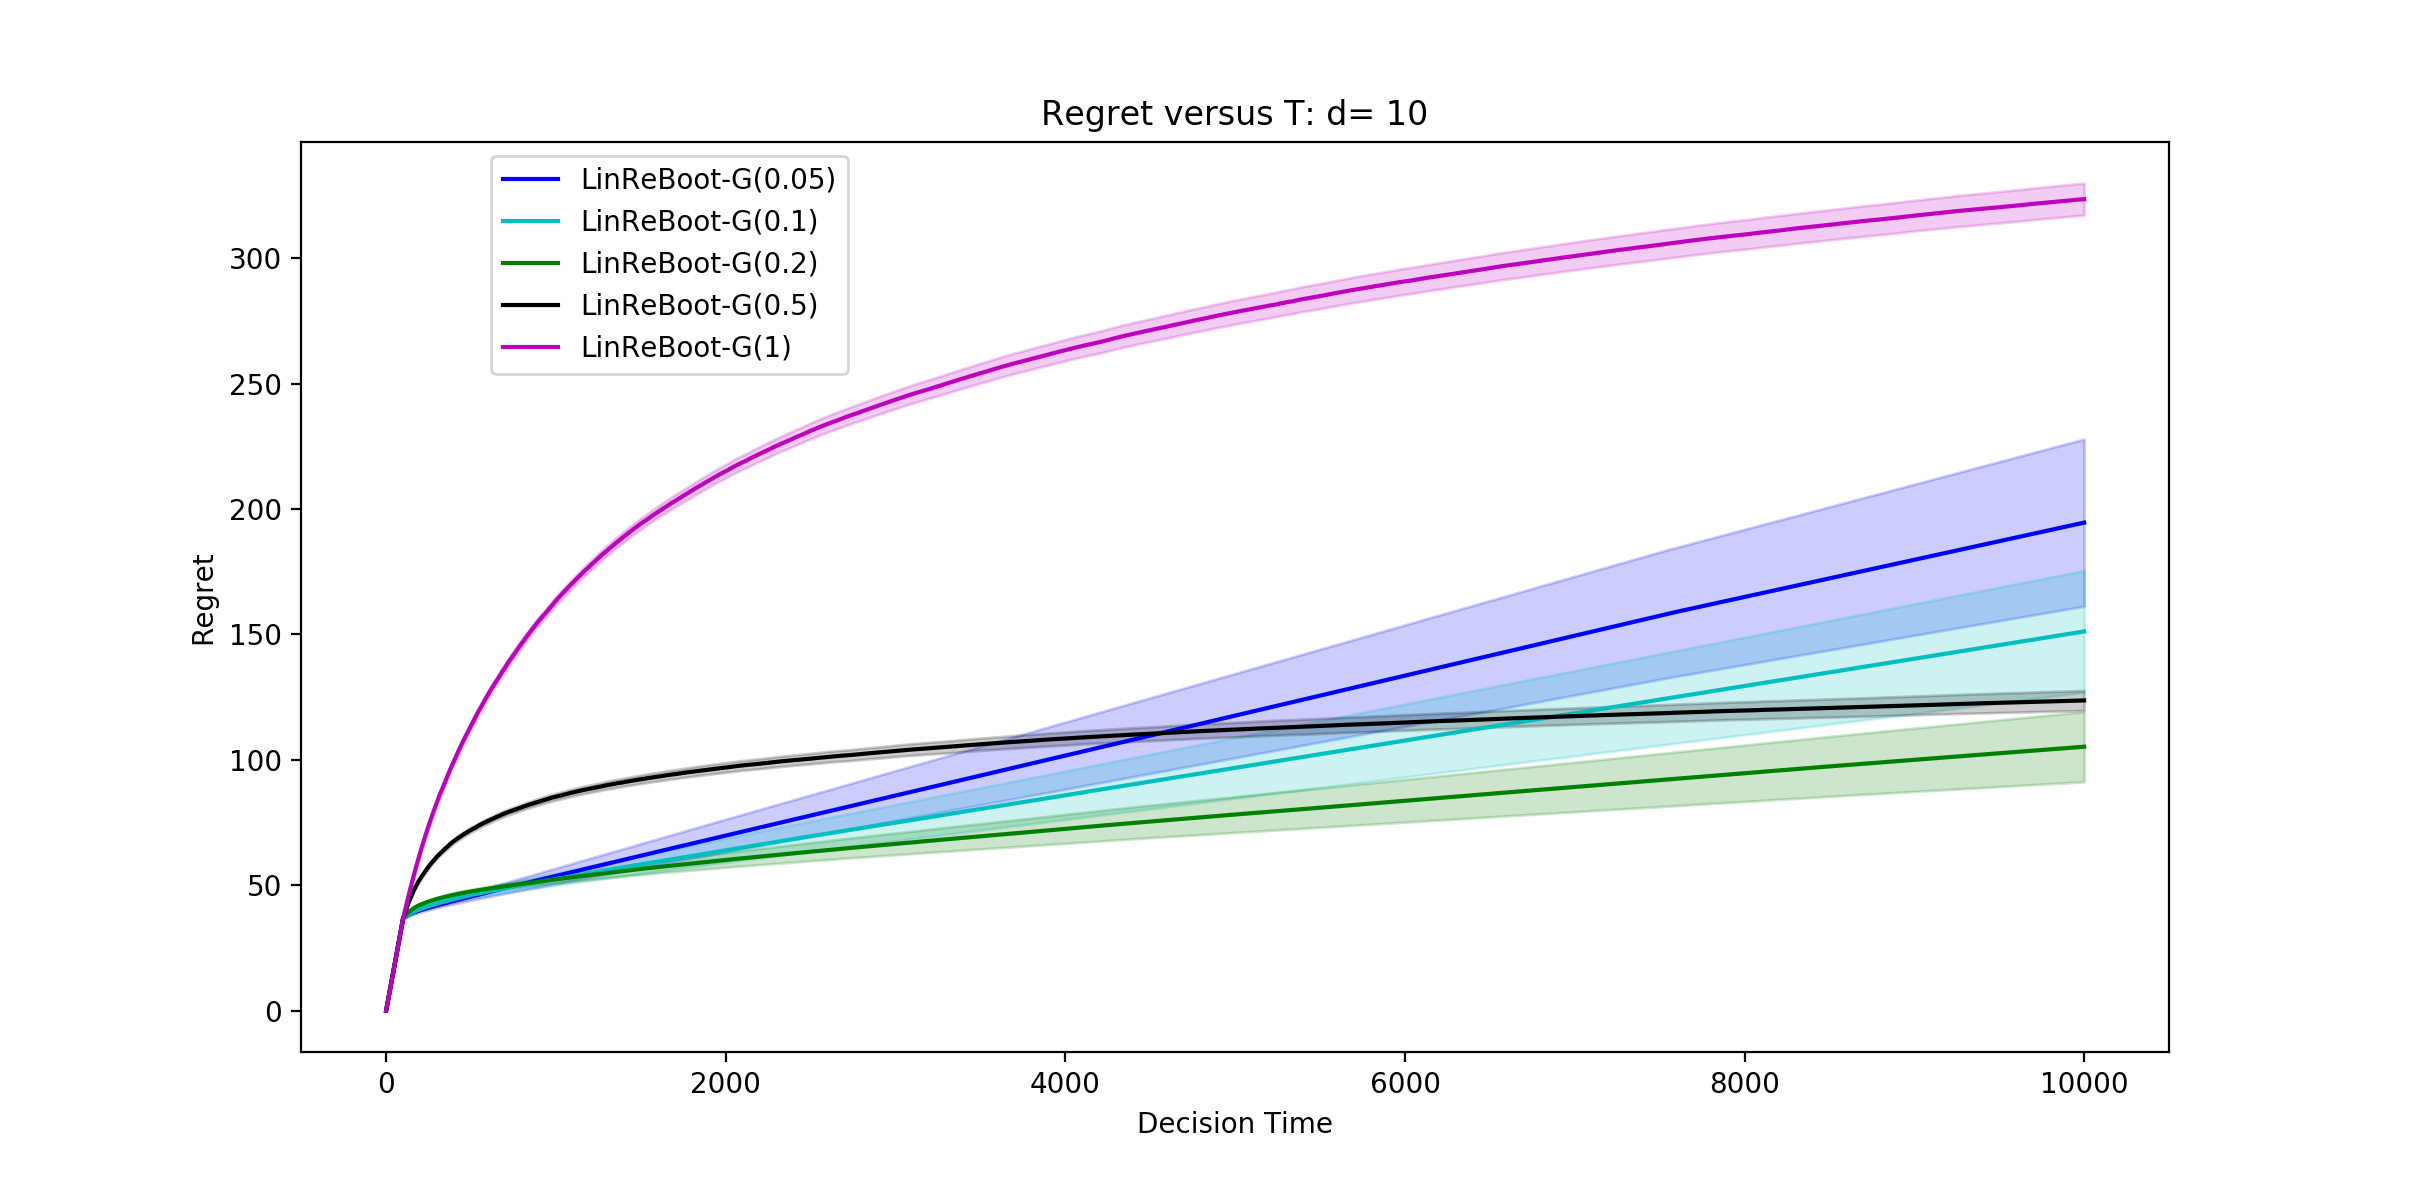 Regret versus T: d= 10
LinReBoot-G(0.05)
LinReBoot-G(0.1)
LinReBoot-G(0.2)
LinReBoot-G(0.5)
LinReBoot-G(1)
Regret
300
250
200
150
100
50
0
0 2000 4000 6000 8000 10000
Decision Time